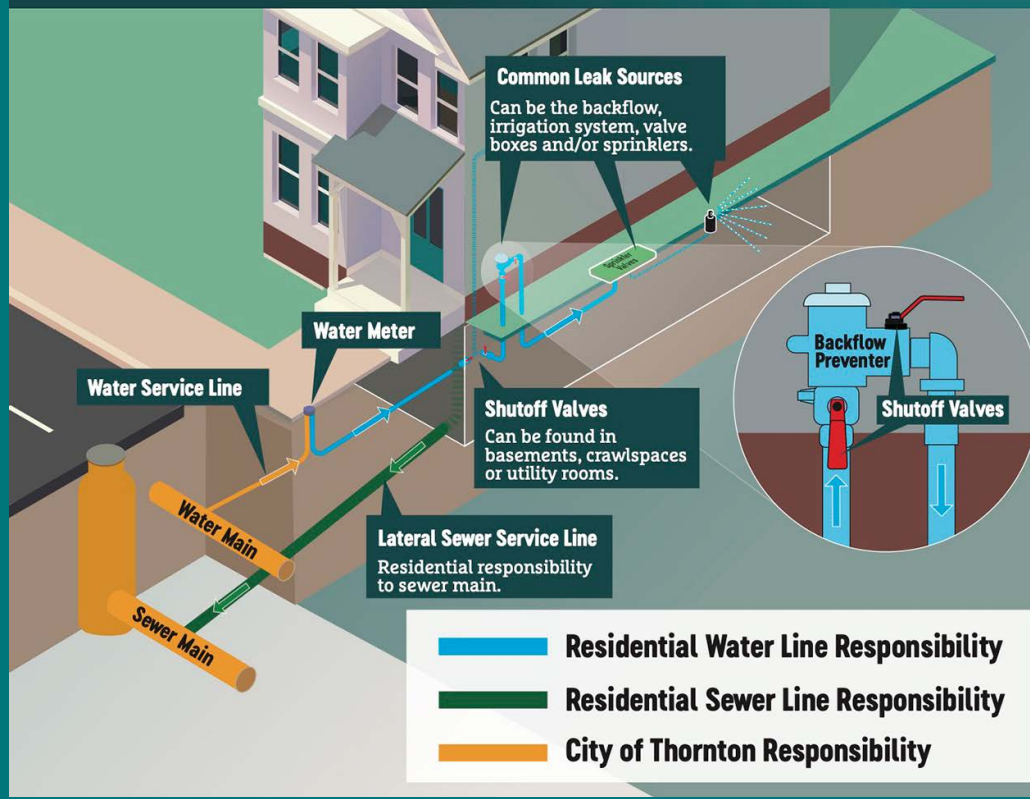 Common Leak Sources
Can be the backflow,
irrigation system, valve
boxes and/or sprinklers.
Sprinkler
Valves
Water Meter
Backflow
Preventer
Water Service Line
Shutoff Valves
Shutoff Valves
Can be found in
basements, crawlspaces
or utility rooms.
Water Main
Lateral Sewer Service Line
Residential responsibility
to sewer main.
Sewer Main
Residential Water Line Responsibility
Residential Sewer Line Responsibility
City of Thornton Responsibility